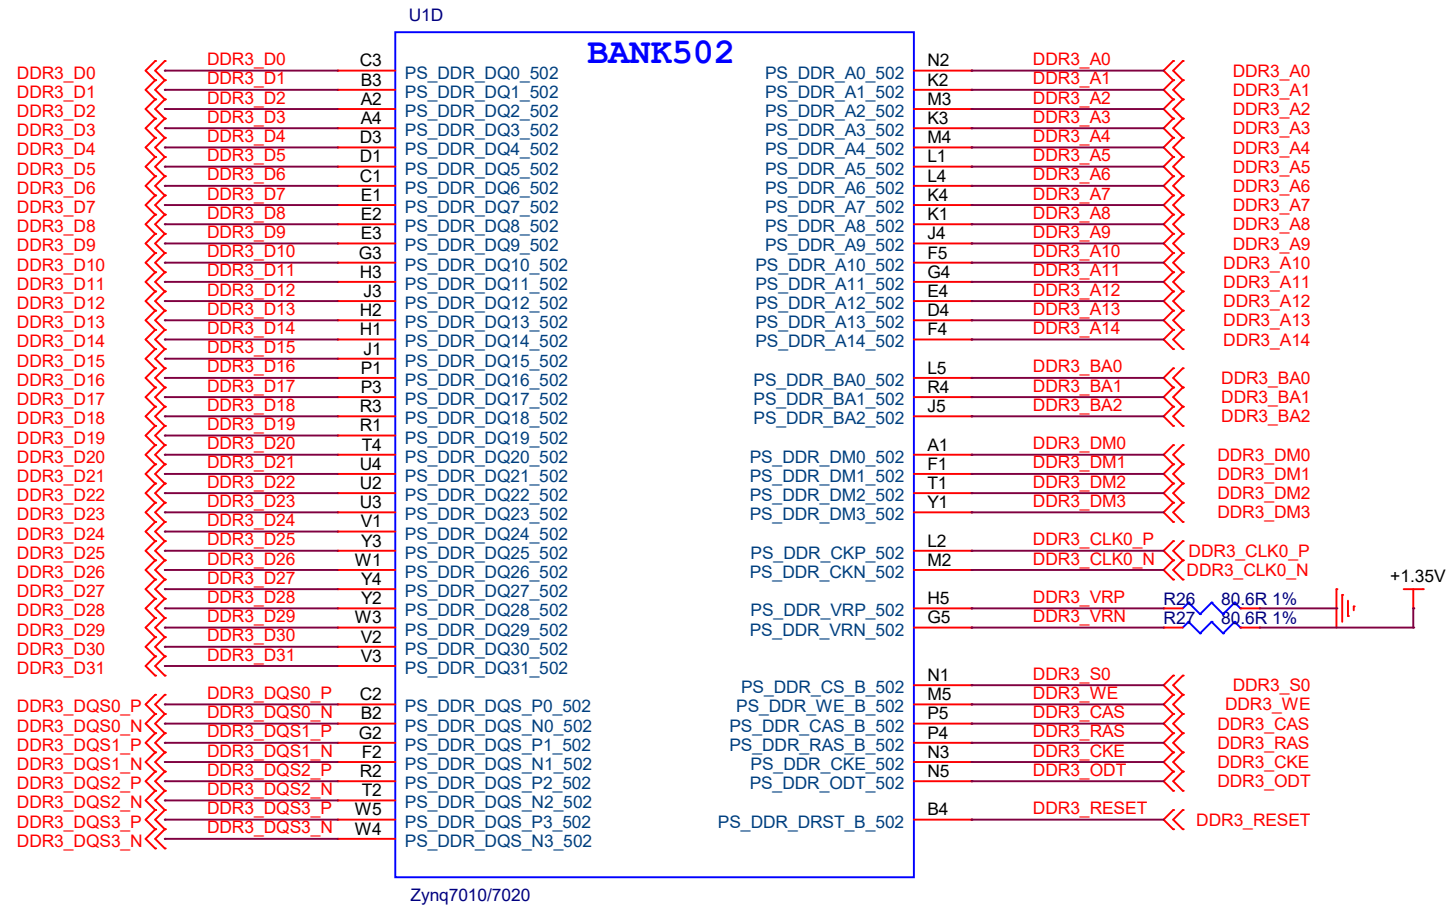 U1D
BANK502
DDR3_D0 DDR3_D0 C3 PS_DDR_DQ0_502
DDR3_D1 DDR3_D1 B3 PS_DDR_DQ1_502
DDR3_D2 DDR3_D2 A2 PS_DDR_DQ2_502
DDR3_D3 DDR3_D3 A4 PS_DDR_DQ3_502
DDR3_D4 DDR3_D4 D3 PS_DDR_DQ4_502
DDR3_D5 DDR3_D5 D1 PS_DDR_DQ5_502
DDR3_D6 DDR3_D6 C1 PS_DDR_DQ6_502
DDR3_D7 DDR3_D7 E1 PS_DDR_DQ7_502
DDR3_D8 DDR3_D8 E2 PS_DDR_DQ8_502
DDR3_D9 DDR3_D9 E3 PS_DDR_DQ9_502
DDR3_D10 DDR3_D10 G3 PS_DDR_DQ10_502
DDR3_D11 DDR3_D11 H3 PS_DDR_DQ11_502
DDR3_D12 DDR3_D12 J3 PS_DDR_DQ12_502
DDR3_D13 DDR3_D13 H2 PS_DDR_DQ13_502
DDR3_D14 DDR3_D14 H1 PS_DDR_DQ14_502
DDR3_D15 DDR3_D15 J1 PS_DDR_DQ15_502
DDR3_D16 DDR3_D16 P1 PS_DDR_DQ16_502
DDR3_D17 DDR3_D17 P3 PS_DDR_DQ17_502
DDR3_D18 DDR3_D18 R3 PS_DDR_DQ18_502
DDR3_D19 DDR3_D19 R1 PS_DDR_DQ19_502
DDR3_D20 DDR3_D20 T4 PS_DDR_DQ20_502
DDR3_D21 DDR3_D21 U4 PS_DDR_DQ21_502
DDR3_D22 DDR3_D22 U2 PS_DDR_DQ22_502
DDR3_D23 DDR3_D23 U3 PS_DDR_DQ23_502
DDR3_D24 DDR3_D24 V1 PS_DDR_DQ24_502
DDR3_D25 DDR3_D25 Y3 PS_DDR_DQ25_502
DDR3_D26 DDR3_D26 W1 PS_DDR_DQ26_502
DDR3_D27 DDR3_D27 Y4 PS_DDR_DQ27_502
DDR3_D28 DDR3_D28 Y2 PS_DDR_DQ28_502
DDR3_D29 DDR3_D29 W3 PS_DDR_DQ29_502
DDR3_D30 DDR3_D30 V2 PS_DDR_DQ30_502
DDR3_D31 DDR3_D31 V3 PS_DDR_DQ31_502
DDR3_DQS0_P DDR3_DQS0_P C2 PS_DDR_DQS_P0_502
DDR3_DQS0_N DDR3_DQS0_N B2 PS_DDR_DQS_N0_502
DDR3_DQS1_P DDR3_DQS1_P G2 PS_DDR_DQS_P1_502
DDR3_DQS1_N DDR3_DQS1_N F2 PS_DDR_DQS_N1_502
DDR3_DQS2_P DDR3_DQS2_P R2 PS_DDR_DQS_P2_502
DDR3_DQS2_N DDR3_DQS2_N T2 PS_DDR_DQS_N2_502
DDR3_DQS3_P DDR3_DQS3_P W5 PS_DDR_DQS_P3_502
DDR3_DQS3_N DDR3_DQS3_N W4 PS_DDR_DQS_N3_502
PS_DDR_A0_502 N2 DDR3_A0 DDR3_A0
PS_DDR_A1_502 K2 DDR3_A1 DDR3_A1
PS_DDR_A2_502 M3 DDR3_A2 DDR3_A2
PS_DDR_A3_502 K3 DDR3_A3 DDR3_A3
PS_DDR_A4_502 M4 DDR3_A4 DDR3_A4
PS_DDR_A5_502 L1 DDR3_A5 DDR3_A5
PS_DDR_A6_502 L4 DDR3_A6 DDR3_A6
PS_DDR_A7_502 K4 DDR3_A7 DDR3_A7
PS_DDR_A8_502 K1 DDR3_A8 DDR3_A8
PS_DDR_A9_502 J4 DDR3_A9 DDR3_A9
PS_DDR_A10_502 F5 DDR3_A10 DDR3_A10
PS_DDR_A11_502 G4 DDR3_A11 DDR3_A11
PS_DDR_A12_502 E4 DDR3_A12 DDR3_A12
PS_DDR_A13_502 D4 DDR3_A13 DDR3_A13
PS_DDR_A14_502 F4 DDR3_A14 DDR3_A14
PS_DDR_BA0_502 L5 DDR3_BA0 DDR3_BA0
PS_DDR_BA1_502 R4 DDR3_BA1 DDR3_BA1
PS_DDR_BA2_502 J5 DDR3_BA2 DDR3_BA2
PS_DDR_DM0_502 A1 DDR3_DM0 DDR3_DM0
PS_DDR_DM1_502 F1 DDR3_DM1 DDR3_DM1
PS_DDR_DM2_502 T1 DDR3_DM2 DDR3_DM2
PS_DDR_DM3_502 Y1 DDR3_DM3 DDR3_DM3
PS_DDR_CKP_502 L2 DDR3_CLK0_P DDR3_CLK0_P
PS_DDR_CKN_502 M2 DDR3_CLK0_N DDR3_CLK0_N
+1.35V
PS_DDR_VRP_502 H5 DDR3_VRP R26 80.6R 1%
PS_DDR_VRN_502 G5 DDR3_VRN R27 80.6R 1%
PS_DDR_CS_B_502 N1 DDR3_S0 DDR3_S0
PS_DDR_WE_B_502 M5 DDR3_WE DDR3_WE
PS_DDR_CAS_B_502 P5 DDR3_CAS DDR3_CAS
PS_DDR_RAS_B_502 P4 DDR3_RAS DDR3_RAS
PS_DDR_CKE_502 N3 DDR3_CKE DDR3_CKE
PS_DDR_ODT_502 N5 DDR3_ODT DDR3_ODT
PS_DDR_DRST_B_502 B4 DDR3_RESET DDR3_RESET
Zynq7010/7020